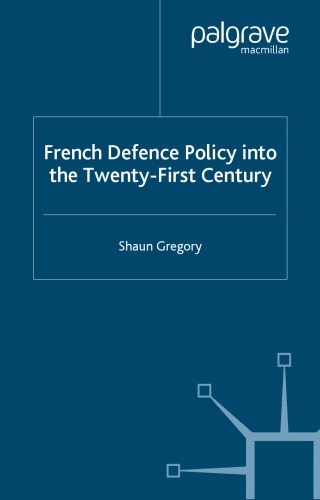 palgrave
macmillan
French Defence Policy into
the Twenty-First Century
Shaun Gregory